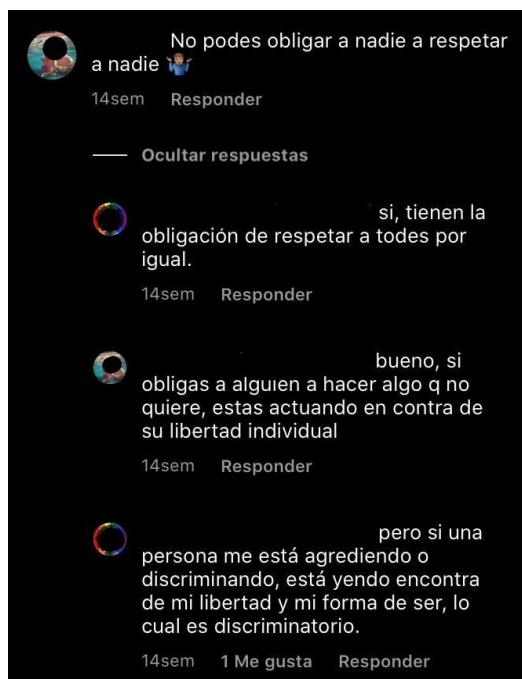 No podes obligar a nadie a respetar
a nadie 🤷🏽‍♂️
14sem Responder
Ocultar respuestas
si, tienen la
obligación de respetar a todes por
igual.
14sem Responder
bueno, si
obligas a alguien a hacer algo q no
quiere, estas actuando en contra de
su libertad individual
14sem Responder
pero si una
persona me está agrediendo o
discriminando, está yendo encontra
de mi libertad y mi forma de ser, lo
cual es discriminatorio.
14sem 1 Me gusta Responder